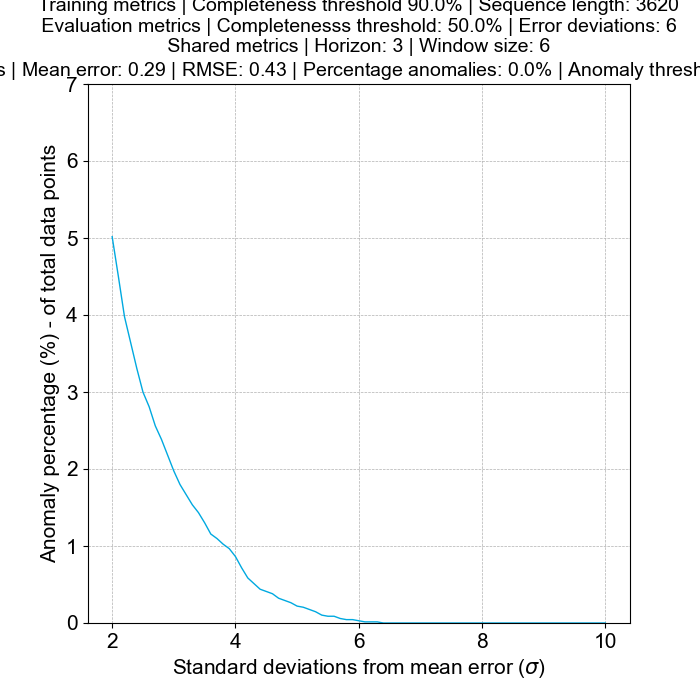 Training metrics | Completeness threshold 90.0% | Sequence length: 3620
Evaluation metrics | Completenesss threshold: 50.0% | Error deviations: 6
Shared metrics | Horizon: 3 | Window size: 6
s | Mean error: 0.29 | RMSE: 0.43 | Percentage anomalies: 0.0% | Anomaly thresh
7
6
5
4
3
2
1
0
Anomaly percentage (%) - of total data points
2 4 6 8 10
Standard deviations from mean error (σ)